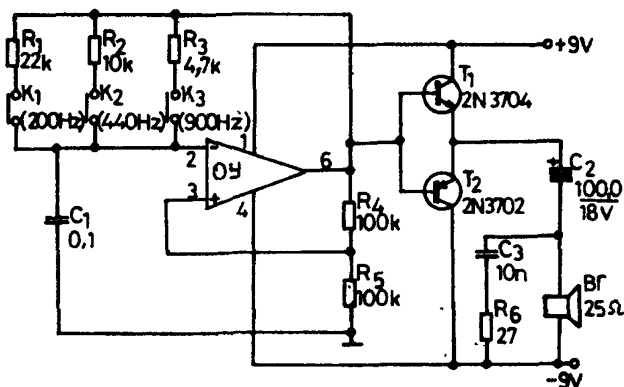 R1
22k
R2
10k
R3
4,7k
K1
(200Hz)
K2
(440Hz)
K3
(900Hz)
1
2
-
ОУ
6
3
+
4
C1
0,1
R4
100k
R5
100k
T1
2N3704
T2
2N3702
+9V
+
C2
100,0
18V
C3
10n
R6
27
ВГ
25Ω
-9V